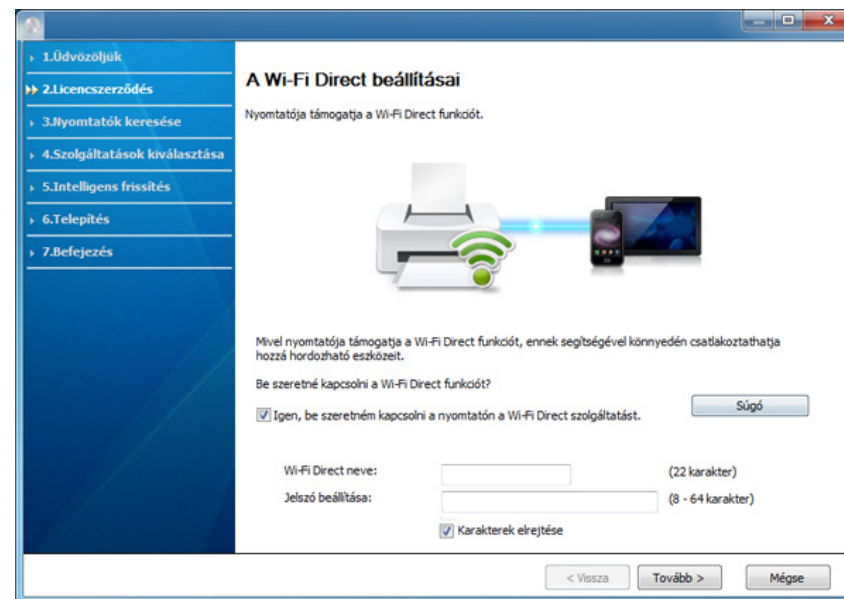 1.Üdvözöljük
2.Licencszerződés
3.Nyomtatók keresése
4.Szolgáltatások kiválasztása
5.Intelligens frissítés
6.Telepítés
7.Befejezés
A Wi-Fi Direct beállításai
Nyomtatója támogatja a Wi-Fi Direct funkciót.
Mivel nyomtatója támogatja a Wi-Fi Direct funkciót, ennek segítségével könnyedén csatlakoztathatja
hozzá hordozható eszközeit.
Be szeretné kapcsolni a Wi-Fi Direct funkciót?
Igen, be szeretném kapcsolni a nyomtatón a Wi-Fi Direct szolgáltatást.
Súgó
Wi-Fi Direct neve: (22 karakter)
Jelszó beállítása: (8 - 64 karakter)
Karakterek elrejtése
< Vissza Tovább > Mégse